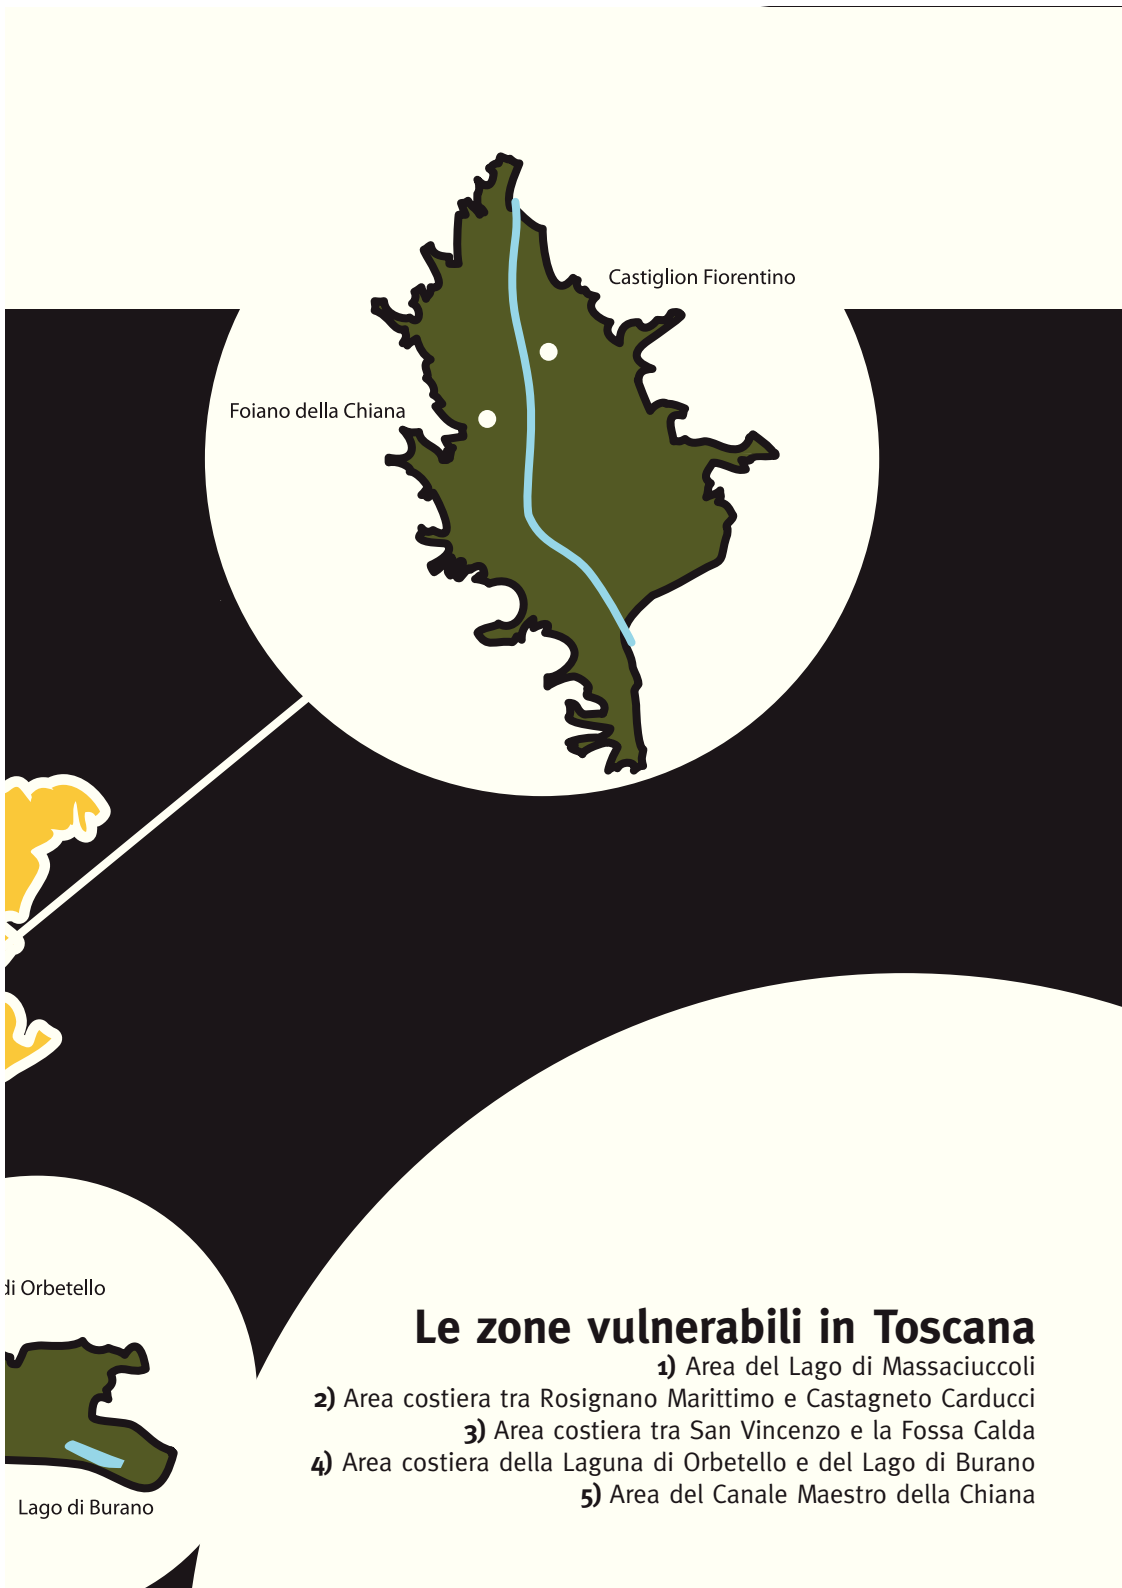 Castiglion Fiorentino
Foiano della Chiana
di Orbetello
Lago di Burano
Le zone vulnerabili in Toscana
1) Area del Lago di Massaciuccoli
2) Area costiera tra Rosignano Marittimo e Castagneto Carducci
3) Area costiera tra San Vincenzo e la Fossa Calda
4) Area costiera della Laguna di Orbetello e del Lago di Burano
5) Area del Canale Maestro della Chiana